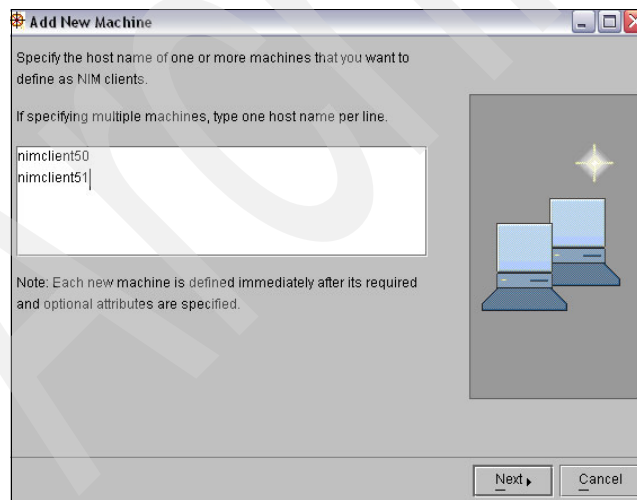 Add New Machine
Specify the host name of one or more machines that you want to
define as NIM clients.
If specifying multiple machines, type one host name per line.
nimclient50
nimclient51
Note: Each new machine is defined immediately after its required
and optional attributes are specified.
Next
Cancel